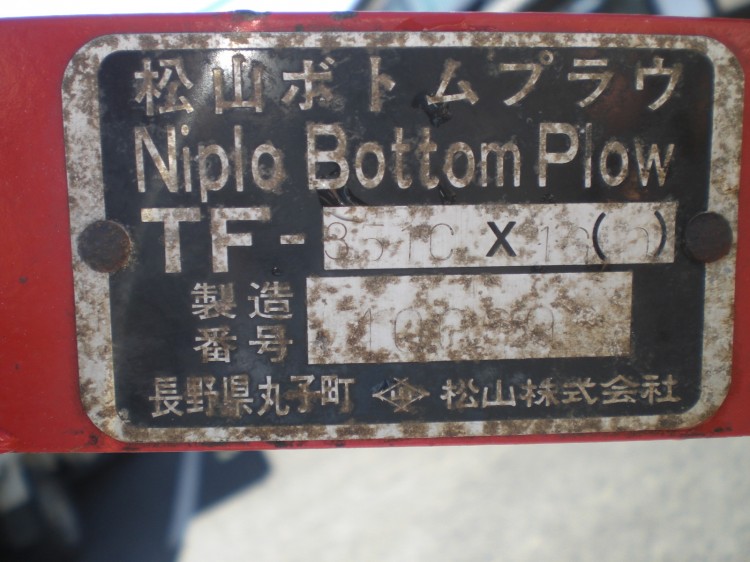 松山ボトムプラウ
Niplo Bottom Plow
TF- X ( )
製造
番号
長野県丸子町 松山株式会社